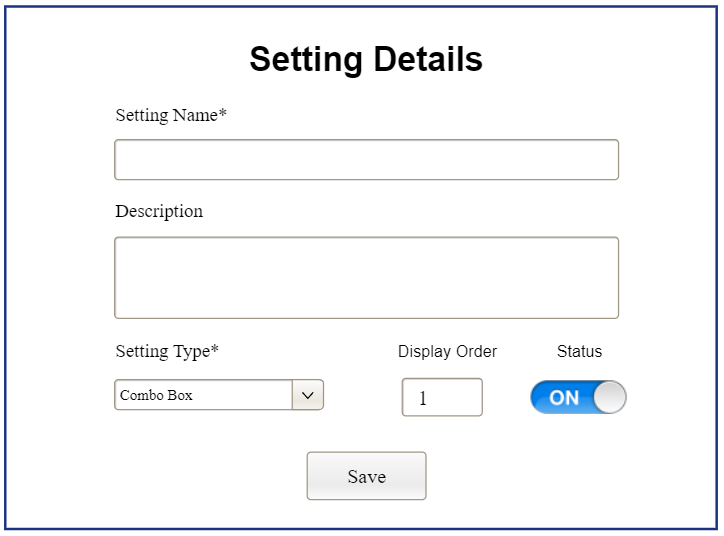 Setting Details
Setting Name*
Description
Setting Type* Display Order Status
Combo Box 1 ON
Save